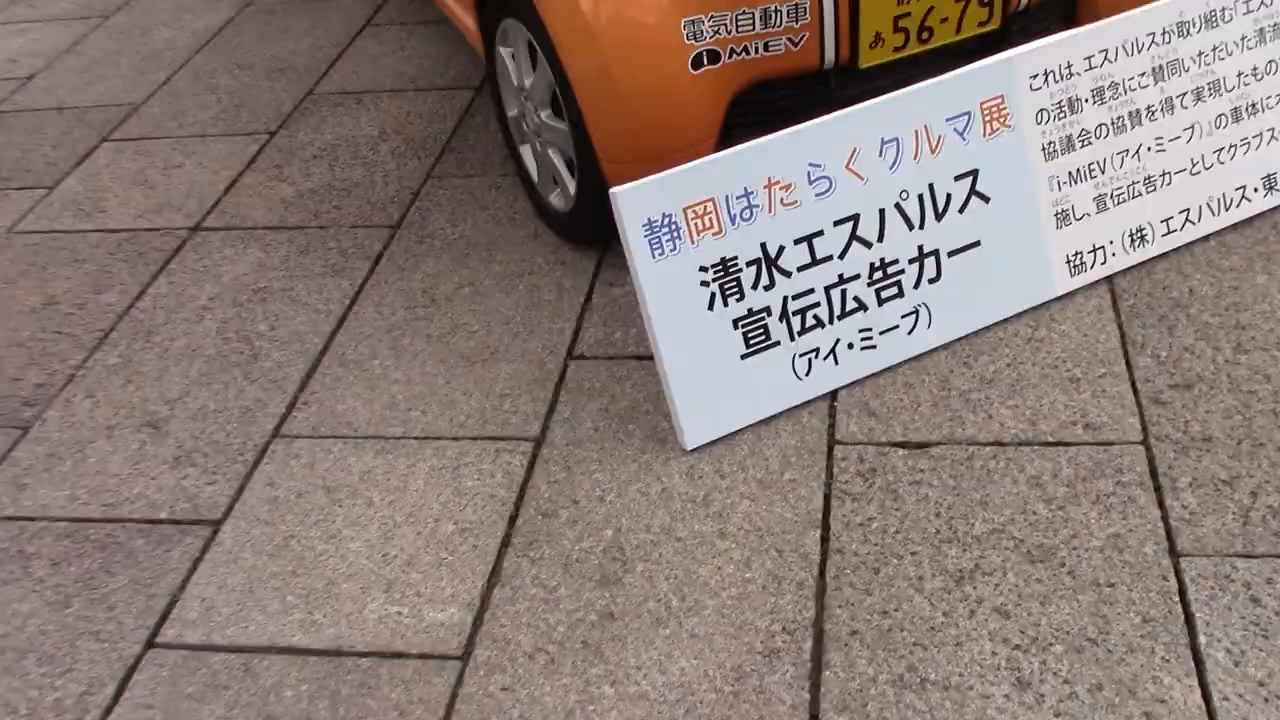 電気自動車
i MiEV
あ 56-79
静岡はたらくクルマ展
清水エスパルス
宣伝広告カー
(アイ・ミーブ)
これは、エスパルスが取り組む「エス
の活動・理念にご賛同いただいた清流
協議会の協賛を得て実現したもの
『i-MiEV(アイ・ミーブ)』の車体に
施し、宣伝広告カーとしてクラブス
協力:(株)エスパルス・東